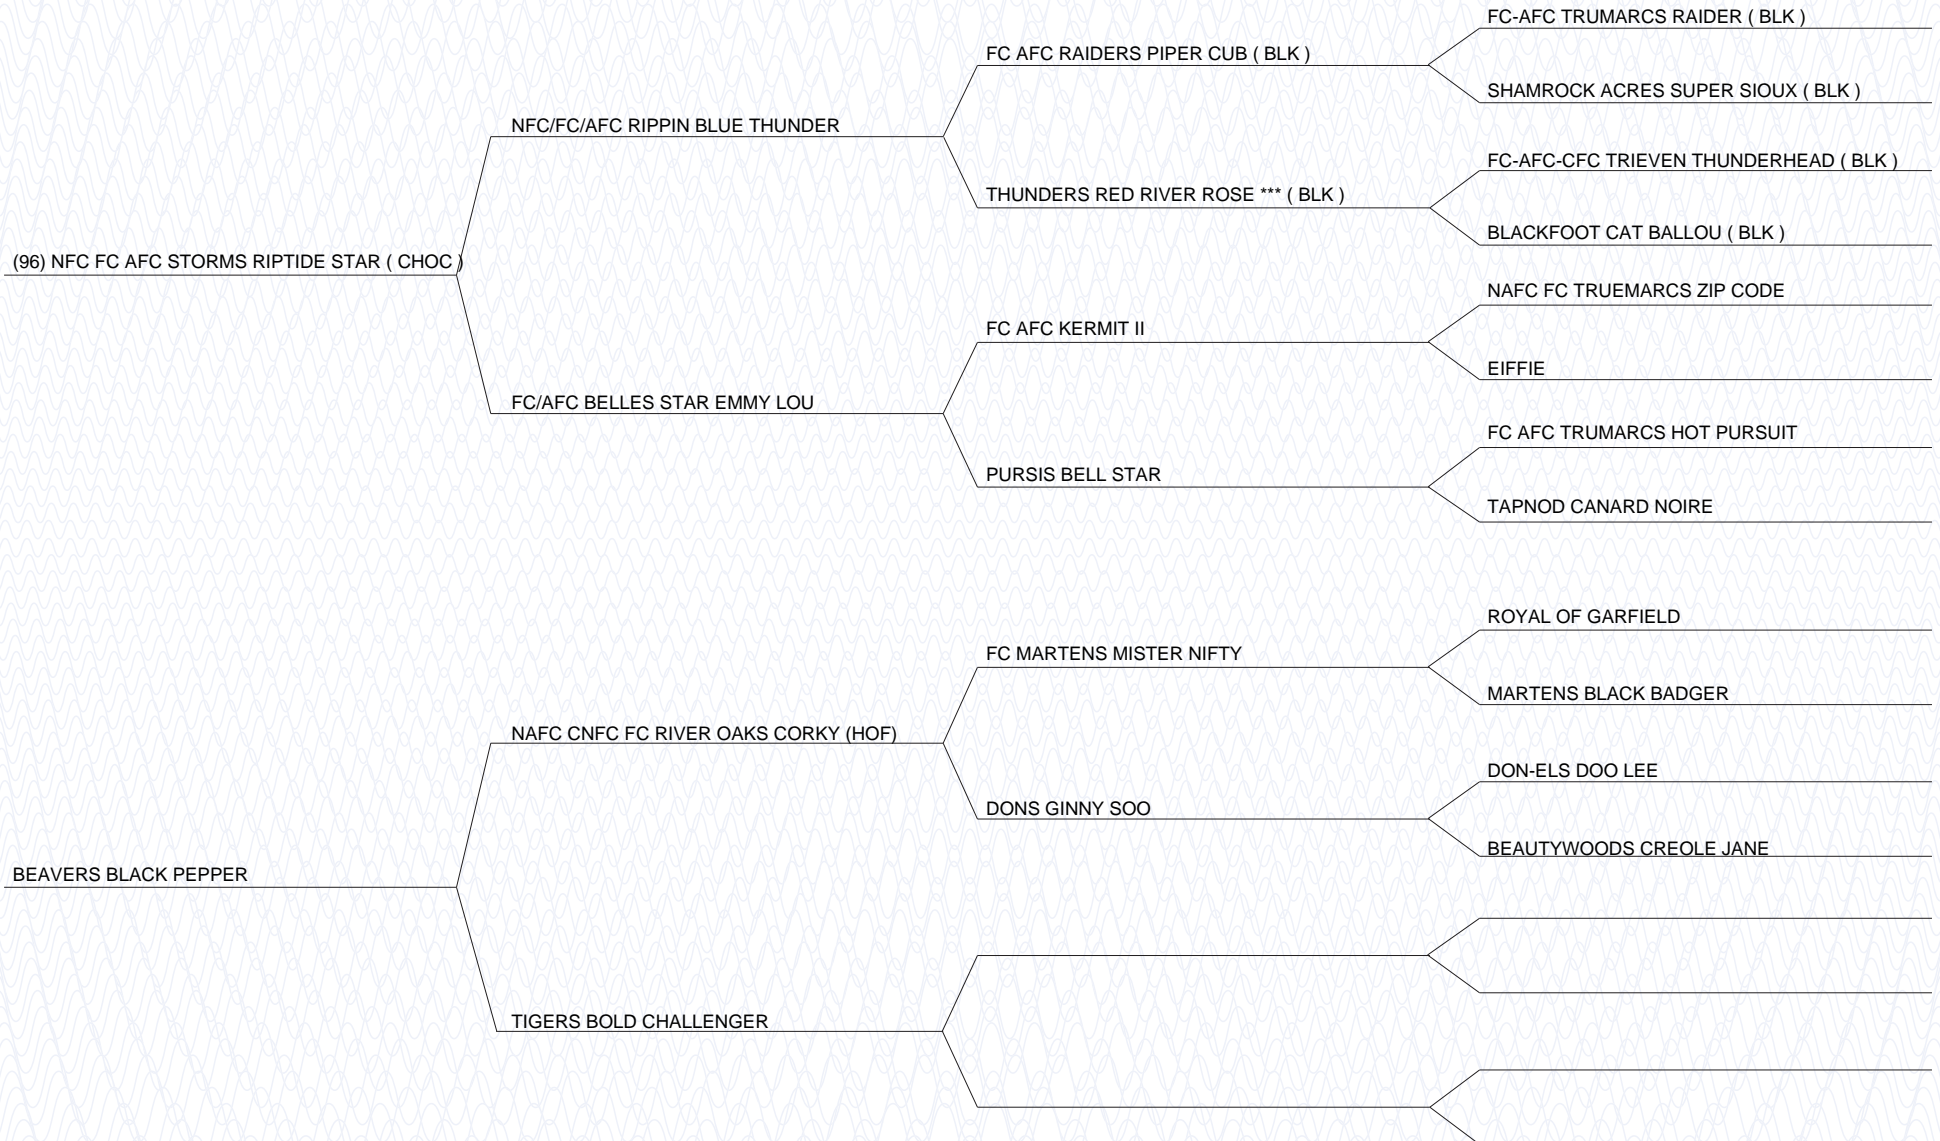 FC-AFC TRUMARCS RAIDER ( BLK )
FC AFC RAIDERS PIPER CUB ( BLK )
SHAMROCK ACRES SUPER SIOUX ( BLK )
NFC/FC/AFC RIPPIN BLUE THUNDER
FC-AFC-CFC TRIEVEN THUNDERHEAD ( BLK )
THUNDERS RED RIVER ROSE *** ( BLK )
BLACKFOOT CAT BALLOU ( BLK )
(96) NFC FC AFC STORMS RIPTIDE STAR ( CHOC )
NAFC FC TRUEMARCS ZIP CODE
FC AFC KERMIT II
EIFFIE
FC/AFC BELLES STAR EMMY LOU
FC AFC TRUMARCS HOT PURSUIT
PURSIS BELL STAR
TAPNOD CANARD NOIRE
ROYAL OF GARFIELD
FC MARTENS MISTER NIFTY
MARTENS BLACK BADGER
NAFC CNFC FC RIVER OAKS CORKY (HOF)
DON-ELS DOO LEE
DONS GINNY SOO
BEAUTYWOODS CREOLE JANE
BEAVERS BLACK PEPPER
TIGERS BOLD CHALLENGER